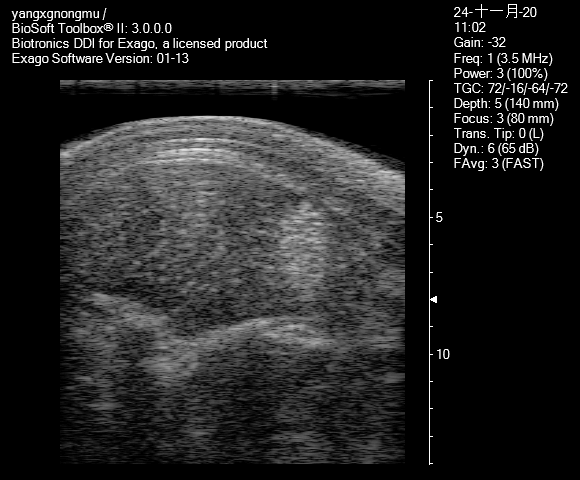 yangxgnongmu /
BioSoft Toolbox® II: 3.0.0.0
Biotronics DDI for Exago, a licensed product
Exago Software Version: 01-13
24-十一月-20
11:02
Gain: -32
Freq: 1 (3.5 MHz)
Power: 3 (100%)
TGC: 72/-16/-64/-72
Depth: 5 (140 mm)
Focus: 3 (80 mm)
Trans. Tip: 0 (L)
Dyn.: 6 (65 dB)
FAvg: 3 (FAST)
5
10